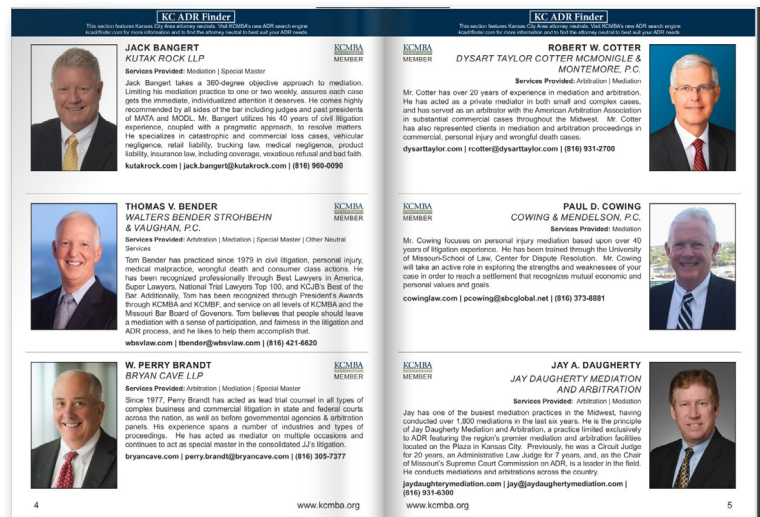 KC ADR Finder
This section features Kansas City Area attorney neutrals. Visit KCMBA's new ADR search engine
kcadrfinder.com for more information and to find the attorney neutral to best suit your ADR needs.
JACK BANGERT
KUTAK ROCK LLP
KCMBA
MEMBER
Services Provided: Mediation | Special Master
Jack Bangert takes a 360-degree objective approach to mediation.
Limiting his mediation practice to one or two weekly, assures each case
gets the immediate, individualized attention it deserves. He comes highly
recommended by all sides of the bar including judges and past presidents
of MATA and MODL. Mr. Bangert utilizes his 40 years of civil litigation
experience, coupled with a pragmatic approach, to resolve matters.
He specializes in catastrophic and commercial loss cases, vehicular
negligence, retail liability, trucking law, medical negligence, product
liability, insurance law, including coverage, vexatious refusal and bad faith.
kutakrock.com | jack.bangert@kutakrock.com | (816) 960-0090
THOMAS V. BENDER
WALTERS BENDER STROHBEHN
& VAUGHAN, P.C.
KCMBA
MEMBER
Services Provided: Arbitration | Mediation | Special Master | Other Neutral
Services
Tom Bender has practiced since 1979 in civil litigation, personal injury,
medical malpractice, wrongful death and consumer class actions. He
has been recognized professionally through Best Lawyers in America,
Super Lawyers, National Trial Lawyers Top 100, and KCJB's Best of the
Bar. Additionally, Tom has been recognized through President's Awards
through KCMBA and KCMBF, and service on all levels of KCMBA and the
Missouri Bar Board of Govenors. Tom believes that people should leave
a mediation with a sense of participation, and fairness in the litigation and
ADR process, and he likes to help them accomplish that.
wbsvlaw.com | tbender@wbsvlaw.com | (816) 421-6620
W. PERRY BRANDT
BRYAN CAVE LLP
KCMBA
MEMBER
Services Provided: Arbitration | Mediation | Special Master
Since 1977, Perry Brandt has acted as lead trial counsel in all types of
complex business and commercial litigation in state and federal courts
across the nation, as well as before governmental agencies & arbitration
panels. His experience spans a number of industries and types of
proceedings. He has acted as mediator on multiple occasions and
continues to act as special master in the consolidated JJ's litigation.
bryancave.com | perry.brandt@bryancave.com | (816) 305-7377
4
www.kcmba.org
KC ADR Finder
This section features Kansas City Area attorney neutrals. Visit KCMBA's new ADR search engine
kcadrfinder.com for more information and to find the attorney neutral to best suit your ADR needs.
KCMBA
MEMBER
ROBERT W. COTTER
DYSART TAYLOR COTTER MCMONIGLE &
MONTEMORE, P.C.
Services Provided: Arbitration | Mediation
Mr. Cotter has over 20 years of experience in mediation and arbitration.
He has acted as a private mediator in both small and complex cases,
and has served as an arbitrator with the American Arbitration Association
in substantial commercial cases throughout the Midwest. Mr. Cotter
has also represented clients in mediation and arbitration proceedings in
commercial, personal injury and wrongful death cases.
dysarttaylor.com | rcotter@dysarttaylor.com | (816) 931-2700
KCMBA
MEMBER
PAUL D. COWING
COWING & MENDELSON, P.C.
Services Provided: Mediation
Mr. Cowing focuses on personal injury mediation based upon over 40
years of litigation experience. He has been trained through the University
of Missouri-School of Law, Center for Dispute Resolution. Mr. Cowing
will take an active role in exploring the strengths and weaknesses of your
case in order to reach a settlement that recognizes mutual economic and
personal values and goals.
cowinglaw.com | pcowing@sbcglobal.net | (816) 373-8881
KCMBA
MEMBER
JAY A. DAUGHERTY
JAY DAUGHERTY MEDIATION
AND ARBITRATION
Services Provided: Arbitration | Mediation
Jay has one of the busiest mediation practices in the Midwest, having
conducted over 1,800 mediations in the last six years. He is the principle
of Jay Daugherty Mediation and Arbitration, a practice limited exclusively
to ADR featuring the region's premier mediation and arbitration facilities
located on the Plaza in Kansas City. Previously, he was a Circuit Judge
for 20 years, an Administrative Law Judge for 7 years, and, as the Chair
of Missouri's Supreme Court Commission on ADR, is a leader in the field.
He conducts mediations and arbitrations across the country.
jaydaughterymediation.com | jay@jaydaughertymediation.com |
(816) 931-6300
www.kcmba.org
5